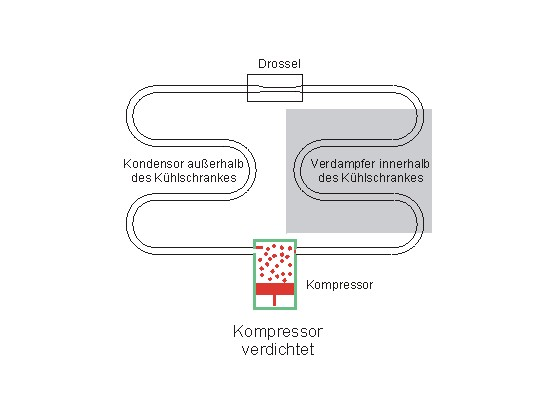 Drossel
Kondensor außerhalb
des Kühlschrankes
Verdampfer innerhalb
des Kühlschrankes
Kompressor
Kompressor
verdichtet